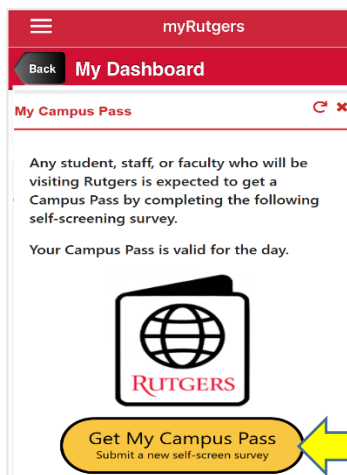 myRutgers
Back My Dashboard
My Campus Pass
Any student, staff, or faculty who will be
visiting Rutgers is expected to get a
Campus Pass by completing the following
self-screening survey.
Your Campus Pass is valid for the day.
RUTGERS
Get My Campus Pass
Submit a new self-screen survey